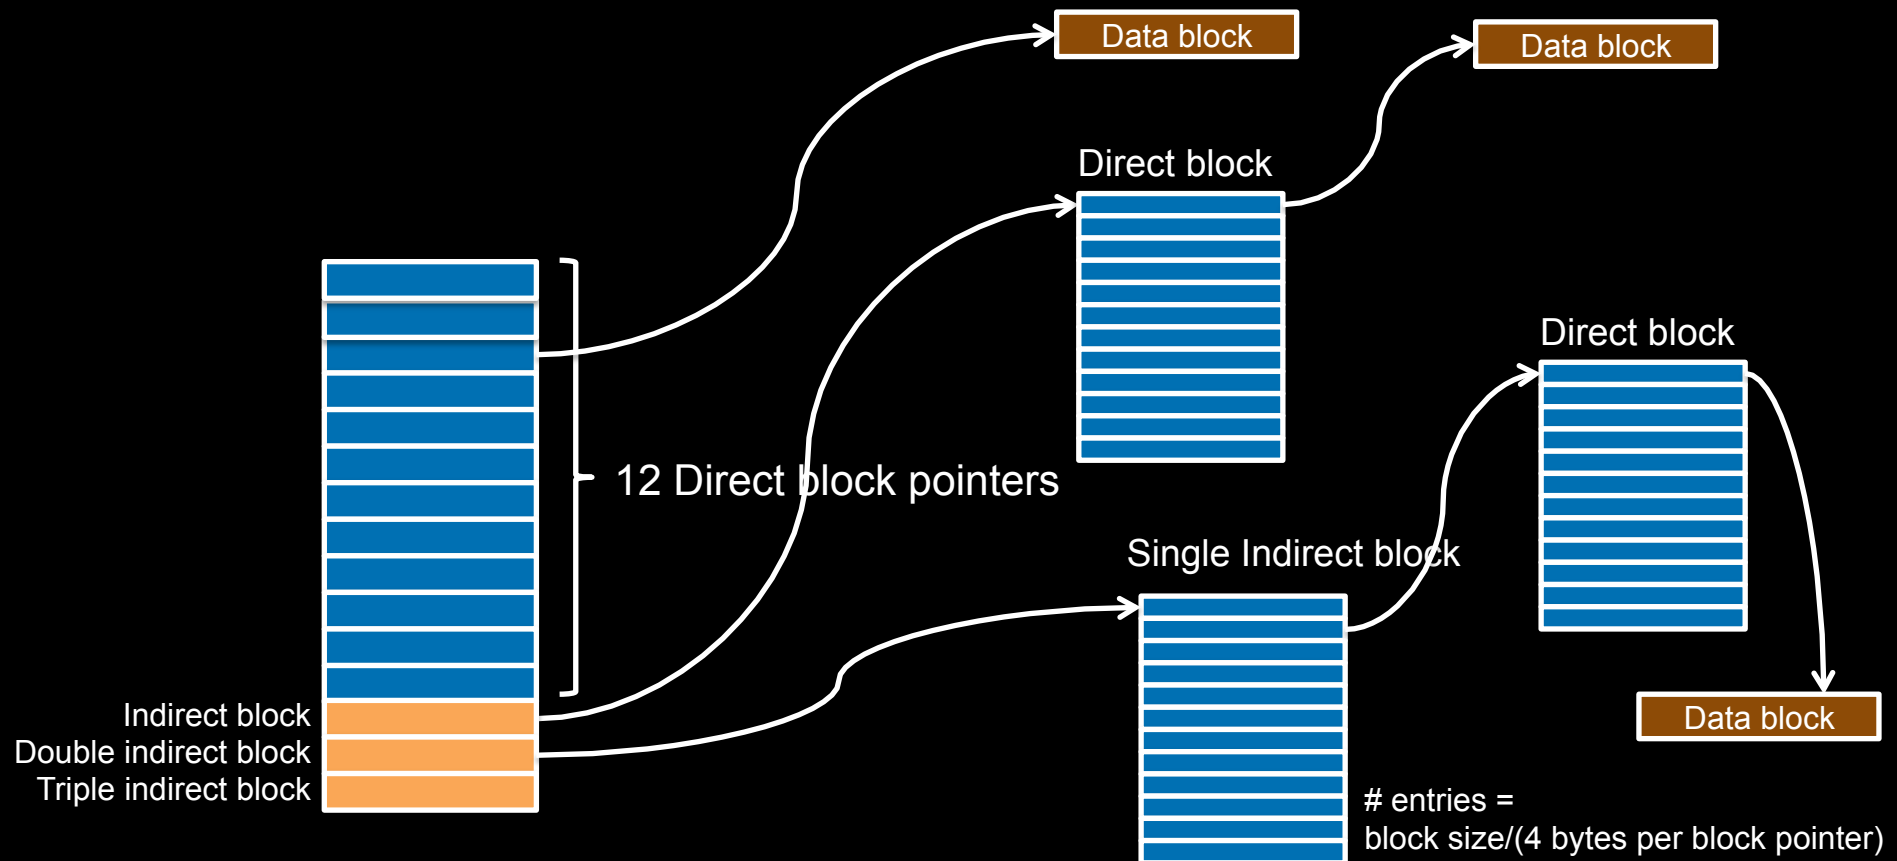 Data block
Data block
Direct block
Direct block
12 Direct block pointers
Single Indirect block
Indirect block
Double indirect block
Triple indirect block
Data block
# entries =
block size/(4 bytes per block pointer)